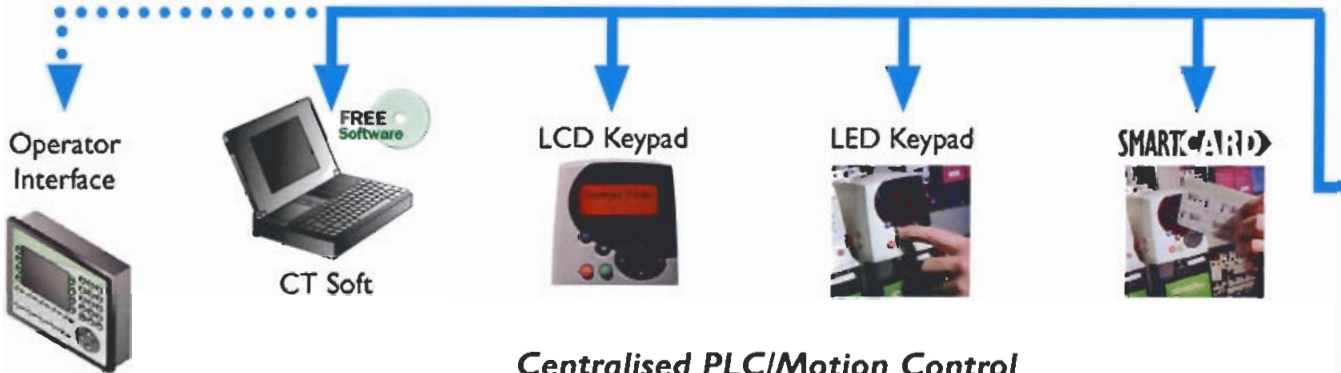 Operator
Interface
FREE
Software
CT Soft
LCD Keypad
LED Keypad
SMARTCARD
Centralised PLC/Motion Control